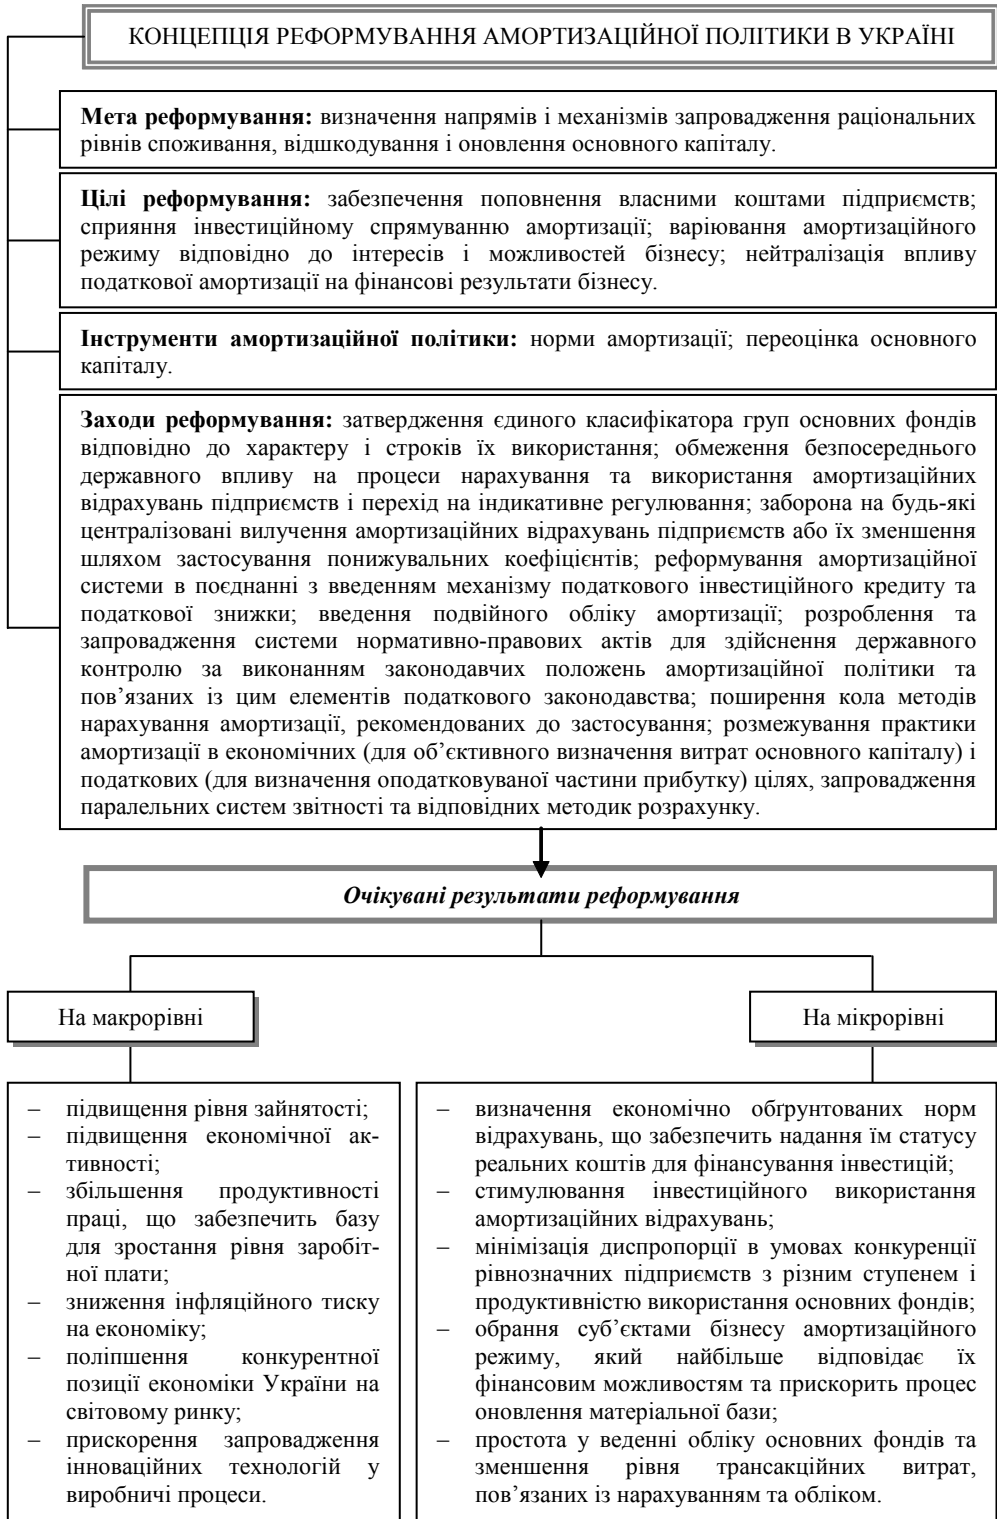 КОНЦЕПЦІЯ РЕФОРМУВАННЯ АМОРТИЗАЦІЙНОЇ ПОЛІТИКИ В УКРАЇНІ
Мета реформування: визначення напрямів і механізмів запровадження раціональних
рівнів споживання, відшкодування і оновлення основного капіталу.
Цілі реформування: забезпечення поповнення власними коштами підприємств;
сприяння інвестиційному спрямуванню амортизації; варіювання амортизаційного
режиму відповідно до інтересів і можливостей бізнесу; нейтралізація впливу
податкової амортизації на фінансові результати бізнесу.
Інструменти амортизаційної політики: норми амортизації; переоцінка основного
капіталу.
Заходи реформування: затвердження єдиного класифікатора груп основних фондів
відповідно до характеру і строків їх використання; обмеження безпосереднього
державного впливу на процеси нарахування та використання амортизаційних
відрахувань підприємств і перехід на індикативне регулювання; заборона на будь-які
централізовані вилучення амортизаційних відрахувань підприємств або їх зменшення
шляхом застосування понижувальних коефіцієнтів; реформування амортизаційної
системи в поєднанні з введенням механізму податкового інвестиційного кредиту та
податкової знижки; введення подвійного обліку амортизації; розроблення та
запровадження системи нормативно-правових актів для здійснення державного
контролю за виконанням законодавчих положень амортизаційної політики та
пов’язаних із цим елементів податкового законодавства; поширення кола методів
нарахування амортизації, рекомендованих до застосування; розмежування практики
амортизації в економічних (для об’єктивного визначення витрат основного капіталу) і
податкових (для визначення оподатковуваної частини прибутку) цілях, запровадження
паралельних систем звітності та відповідних методик розрахунку.
Очікувані результати реформування
На макрорівні
На мікрорівні
– підвищення рівня зайнятості;
– підвищення економічної ак-
тивності;
– збільшення продуктивності
праці, що забезпечить базу
для зростання рівня заробіт-
ної плати;
– зниження інфляційного тиску
на економіку;
– поліпшення конкурентної
позиції економіки України на
світовому ринку;
– прискорення запровадження
інноваційних технологій у
виробничі процеси.
– визначення економічно обґрунтованих норм
відрахувань, що забезпечить надання їм статусу
реальних коштів для фінансування інвестицій;
– стимулювання інвестиційного використання
амортизаційних відрахувань;
– мінімізація диспропорції в умовах конкуренції
рівнозначних підприємств з різним ступенем і
продуктивністю використання основних фондів;
– обрання суб’єктами бізнесу амортизаційного
режиму, який найбільше відповідає їх
фінансовим можливостям та прискорить процес
оновлення матеріальної бази;
– простота у веденні обліку основних фондів та
зменшення рівня трансакційних витрат,
пов’язаних із нарахуванням та обліком.